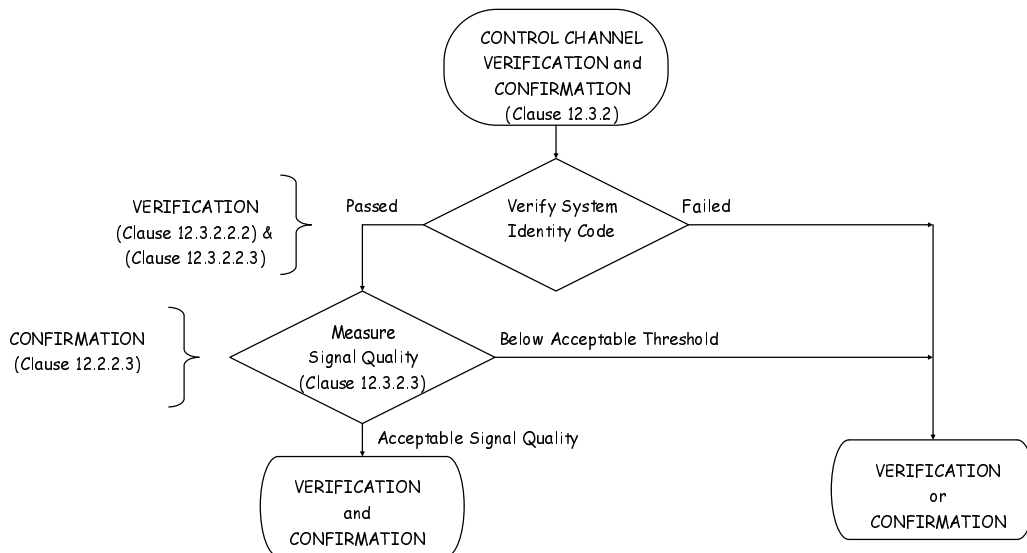 CONTROL CHANNEL
VERIFICATION and
CONFIRMATION
(Clause 12.3.2)
VERIFICATION
(Clause 12.3.2.2.2) &
(Clause 12.3.2.2.3)
Passed
Verify System
Identity Code
Failed
CONFIRMATION
(Clause 12.2.2.3)
Measure
Signal Quality
(Clause 12.3.2.3)
Below Acceptable Threshold
Acceptable Signal Quality
VERIFICATION
and
CONFIRMATION
VERIFICATION
or
CONFIRMATION